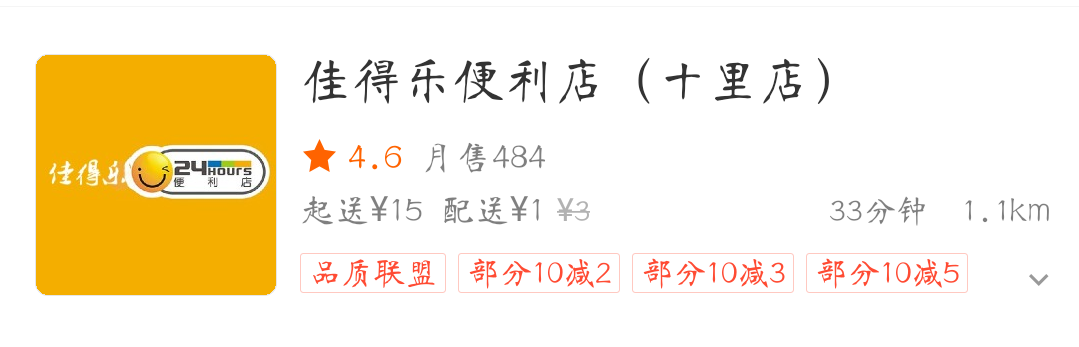 佳得乐便利店（十里店）
佳得乐 24HOURS
便利店
4.6 月售484
起送¥15 配送¥1 ¥3 33分钟 1.1km
品质联盟 部分10减2 部分10减3 部分10减5